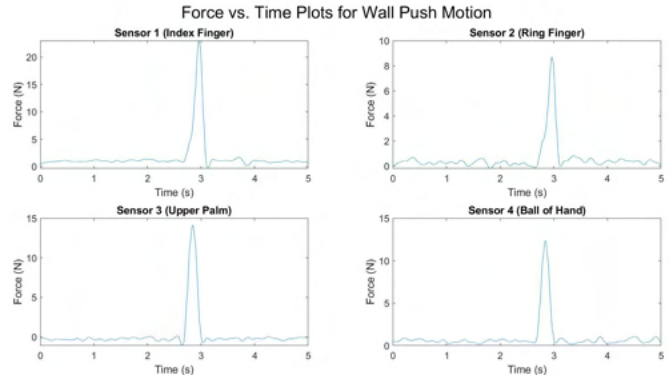 Force vs. Time Plots for Wall Push Motion
Sensor 1 (Index Finger)
Force (N)
20
15
10
5
0
0 1 2 3 4 5
Time (s)
Sensor 2 (Ring Finger)
Force (N)
10
8
6
4
2
0
0 1 2 3 4 5
Time (s)
Sensor 3 (Upper Palm)
Force (N)
15
10
5
0
0 1 2 3 4 5
Time (s)
Sensor 4 (Ball of Hand)
Force (N)
15
10
5
0
0 1 2 3 4 5
Time (s)